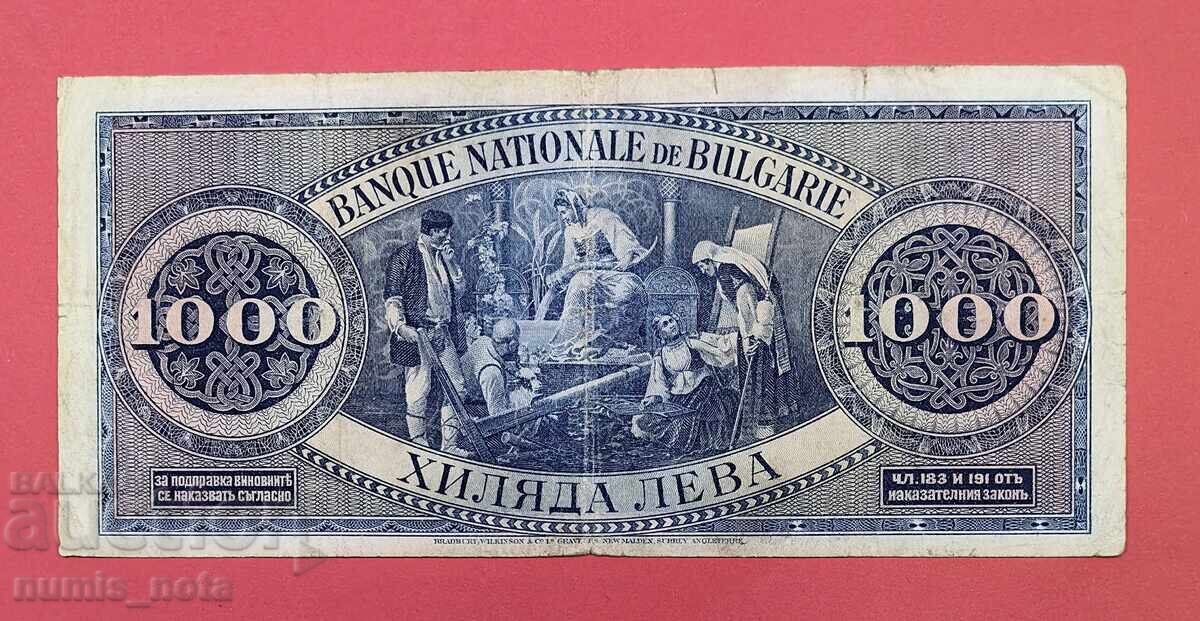 BANQUE NATIONALE DE BULGARIE
1000
1000
ХИЛЯДА ЛЕВА
ЗА ПОДПРАВКА ВИНОВНИТѢ
СЕ НАКАЗВАТЪ СЪГЛАСНО
ЧЛ. 183 И 191 ОТЪ
НАКАЗАТЕЛНИЯ ЗАКОНЪ.
BRADBURY, WILKINSON & Co Ld NEW MALDEN, SURREY, ANGLETERRE.
BALK
auction
numis_nota